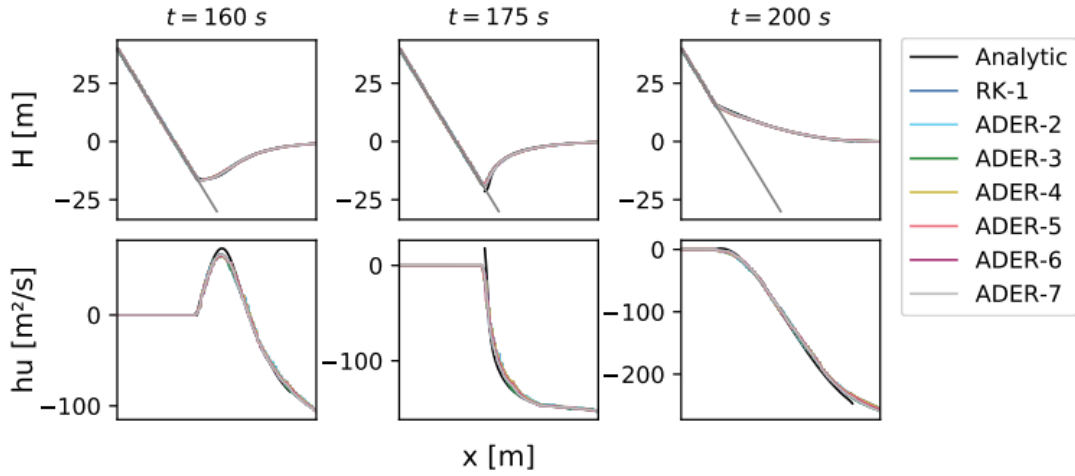 t = 160 s
t = 175 s
t = 200 s
H [m]
25
0
−25
25
0
−25
25
0
−25
hu [m²/s]
0
−100
0
−100
0
−100
−200
x [m]
Analytic
RK-1
ADER-2
ADER-3
ADER-4
ADER-5
ADER-6
ADER-7